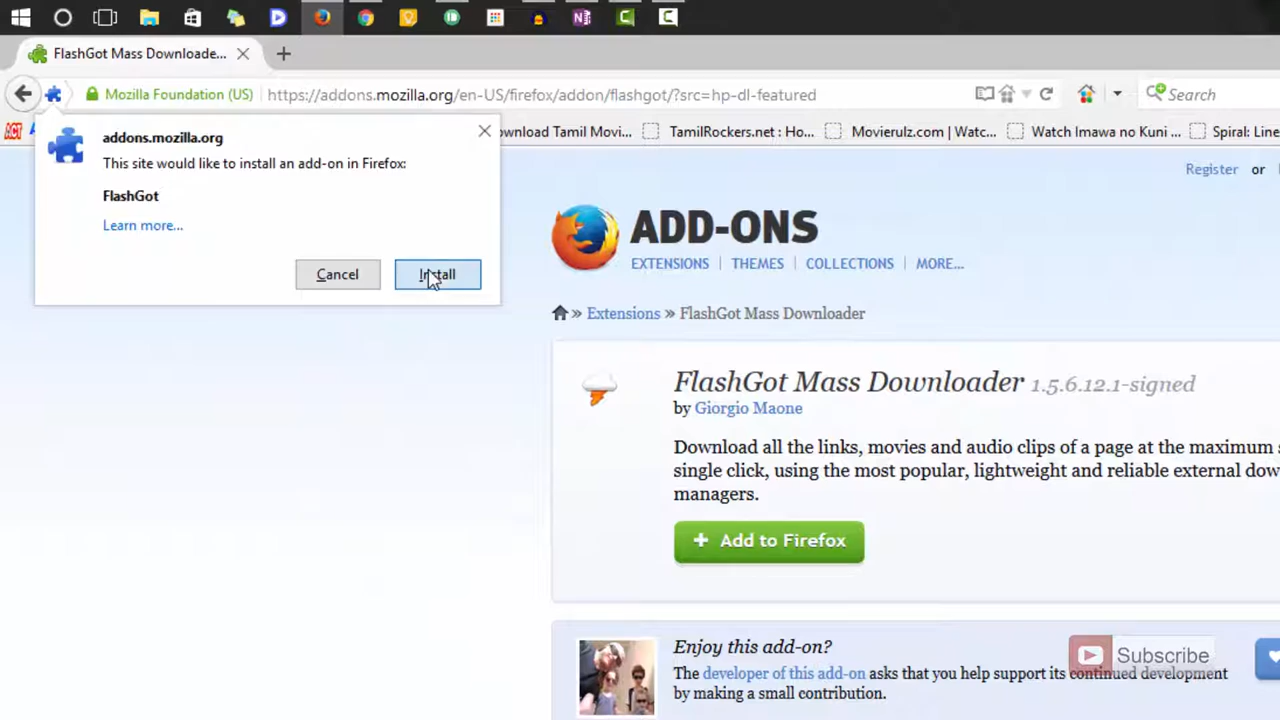 FlashGot Mass Downloade...
Mozilla Foundation (US)
https://addons.mozilla.org/en-US/firefox/addon/flashgot/?src=hp-dl-featured
Search
ACT
ownload Tamil Movi...
TamilRockers.net : Ho...
Movierulz.com | Watc...
Watch Imawa no Kuni ...
Spiral: Line
addons.mozilla.org
This site would like to install an add-on in Firefox:
FlashGot
Learn more...
Cancel
Install
Register or
ADD-ONS
EXTENSIONS | THEMES | COLLECTIONS | MORE...
» Extensions » FlashGot Mass Downloader
FlashGot Mass Downloader 1.5.6.12.1-signed
by Giorgio Maone
Download all the links, movies and audio clips of a page at the maximum
single click, using the most popular, lightweight and reliable external dow
managers.
+ Add to Firefox
Enjoy this add-on?
The developer of this add-on asks that you help support its continued development
by making a small contribution.
Subscribe